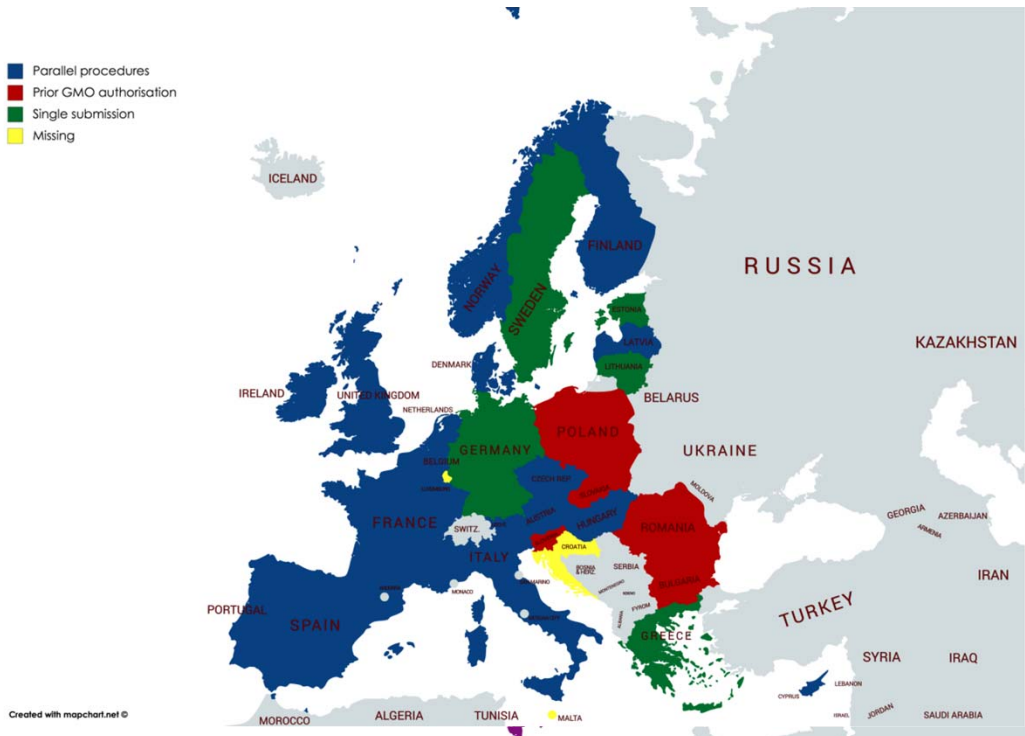 Parallel procedures
Prior GMO authorisation
Single submission
Missing
ICELAND
FINLAND
RUSSIA
NORWAY
SWEDEN
ESTONIA
LATVIA
KAZAKHSTAN
DENMARK
LITHUANIA
IRELAND
UNITED KINGDOM
BELARUS
NETHERLANDS
POLAND
GERMANY
UKRAINE
BELGIUM
CZECH REP.
LUXEMBURG
SLOVAKIA
MOLDOVA
FRANCE
AUSTRIA
HUNGARY
GEORGIA
AZERBAIJAN
SWITZ.
ROMANIA
ARMENIA
CROATIA
ITALY
BOSNIA
& HERZ.
SERBIA
IRAN
SAN MARINO
MONTENEGRO
BULGARIA
MONACO
PORTUGAL
SPAIN
FYROM
ALBANIA
TURKEY
GREECE
SYRIA
IRAQ
LEBANON
CYPRUS
Created with mapchart.net ©
MOROCCO
ALGERIA
TUNISIA
MALTA
ISRAEL
JORDAN
SAUDI ARABIA